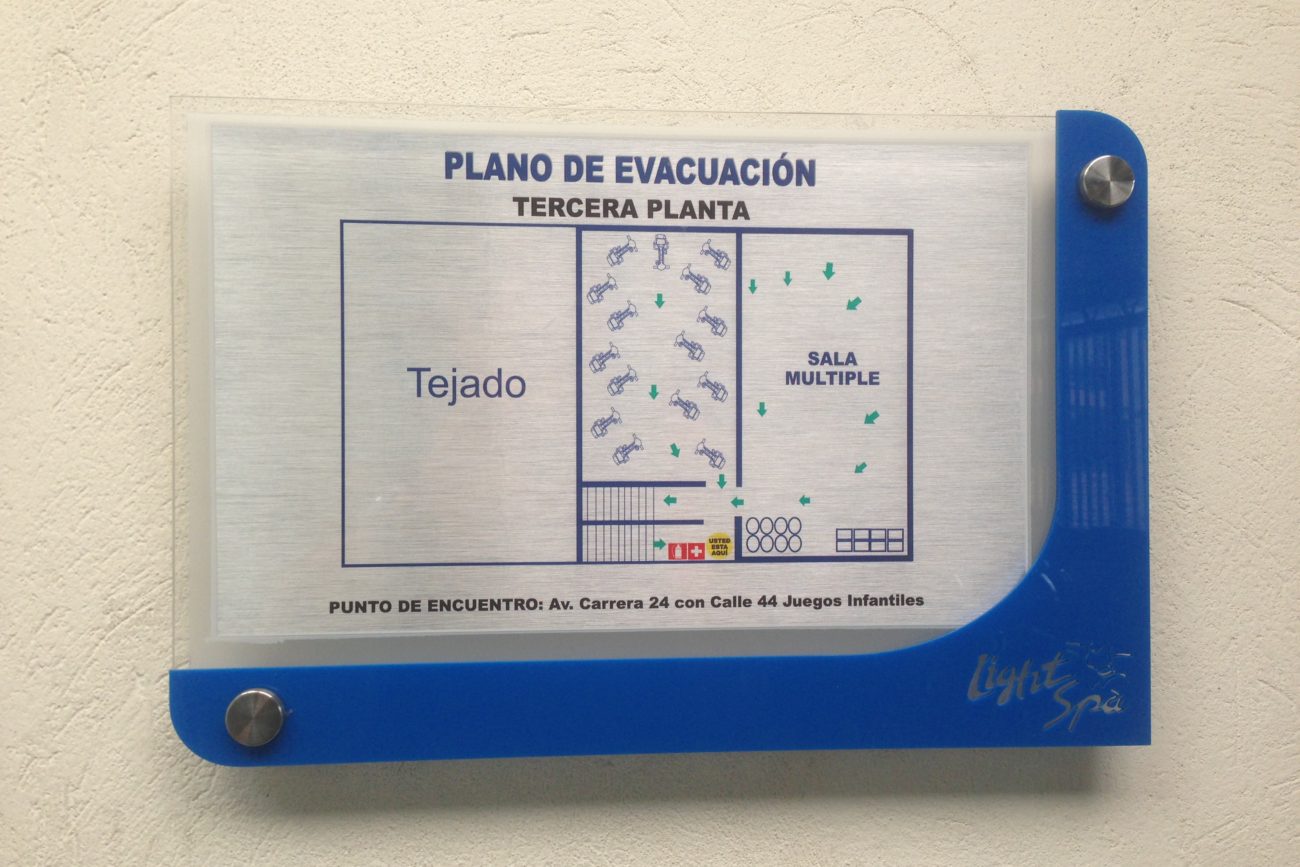 PLANO DE EVACUACIÓN
TERCERA PLANTA
Tejado
SALA
MULTIPLE
USTED
ESTA
AQUÍ
PUNTO DE ENCUENTRO: Av. Carrera 24 con Calle 44 Juegos Infantiles
Light
Spa